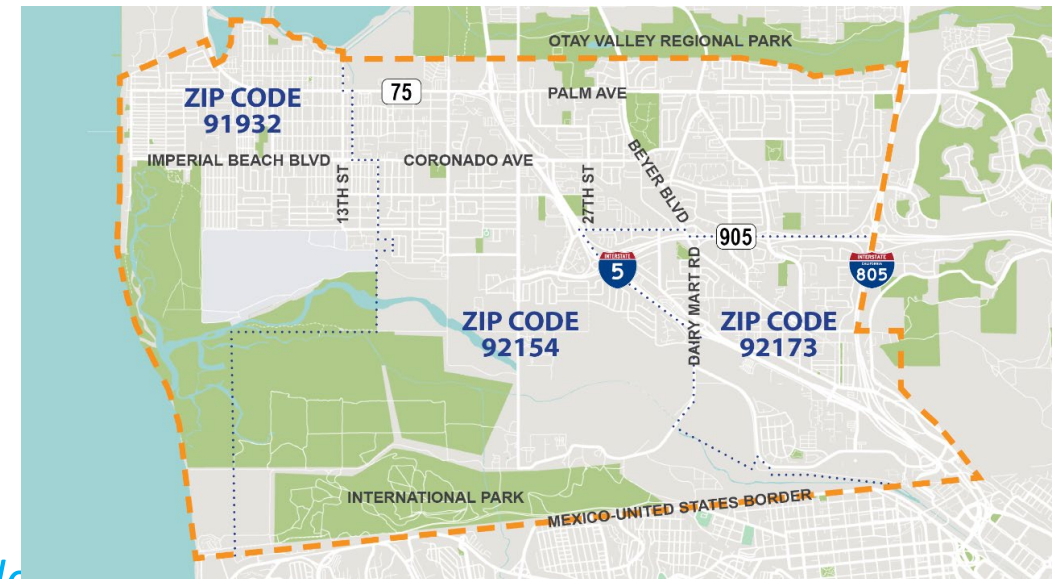 OTAY VALLEY REGIONAL PARK
ZIP CODE
91932
75
PALM AVE
IMPERIAL BEACH BLVD
CORONADO AVE
13TH ST
27TH ST
BEYER BLVD
905
INTERSTATE
5
INTERSTATE
CALIFORNIA
805
ZIP CODE
92154
DAIRY MART RD
ZIP CODE
92173
INTERNATIONAL PARK
MEXICO-UNITED STATES BORDER